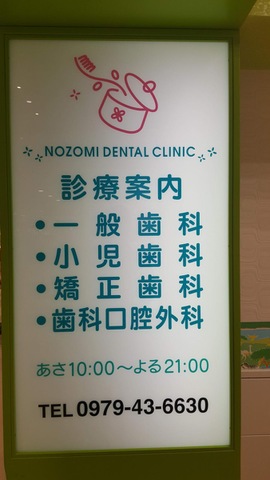 NOZOMI DENTAL CLINIC
診療案内
•一般歯科
•小児歯科
•矯正歯科
•歯科口腔外科
あさ10:00〜よる21:00
TEL 0979-43-6630